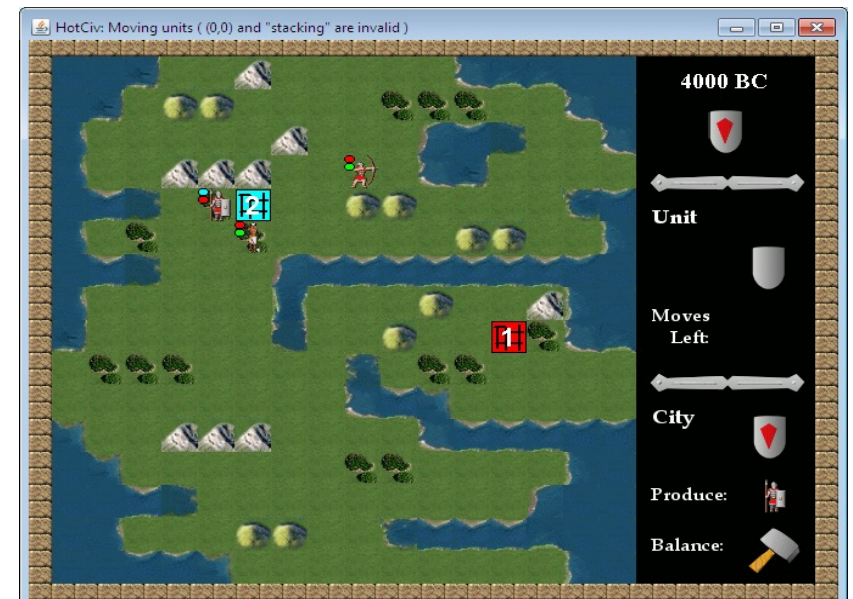 HotCiv: Moving units ( (0,0) and "stacking" are invalid )
4000 BC
Unit
2
Moves
Left:
1
City
Produce:
Balance: